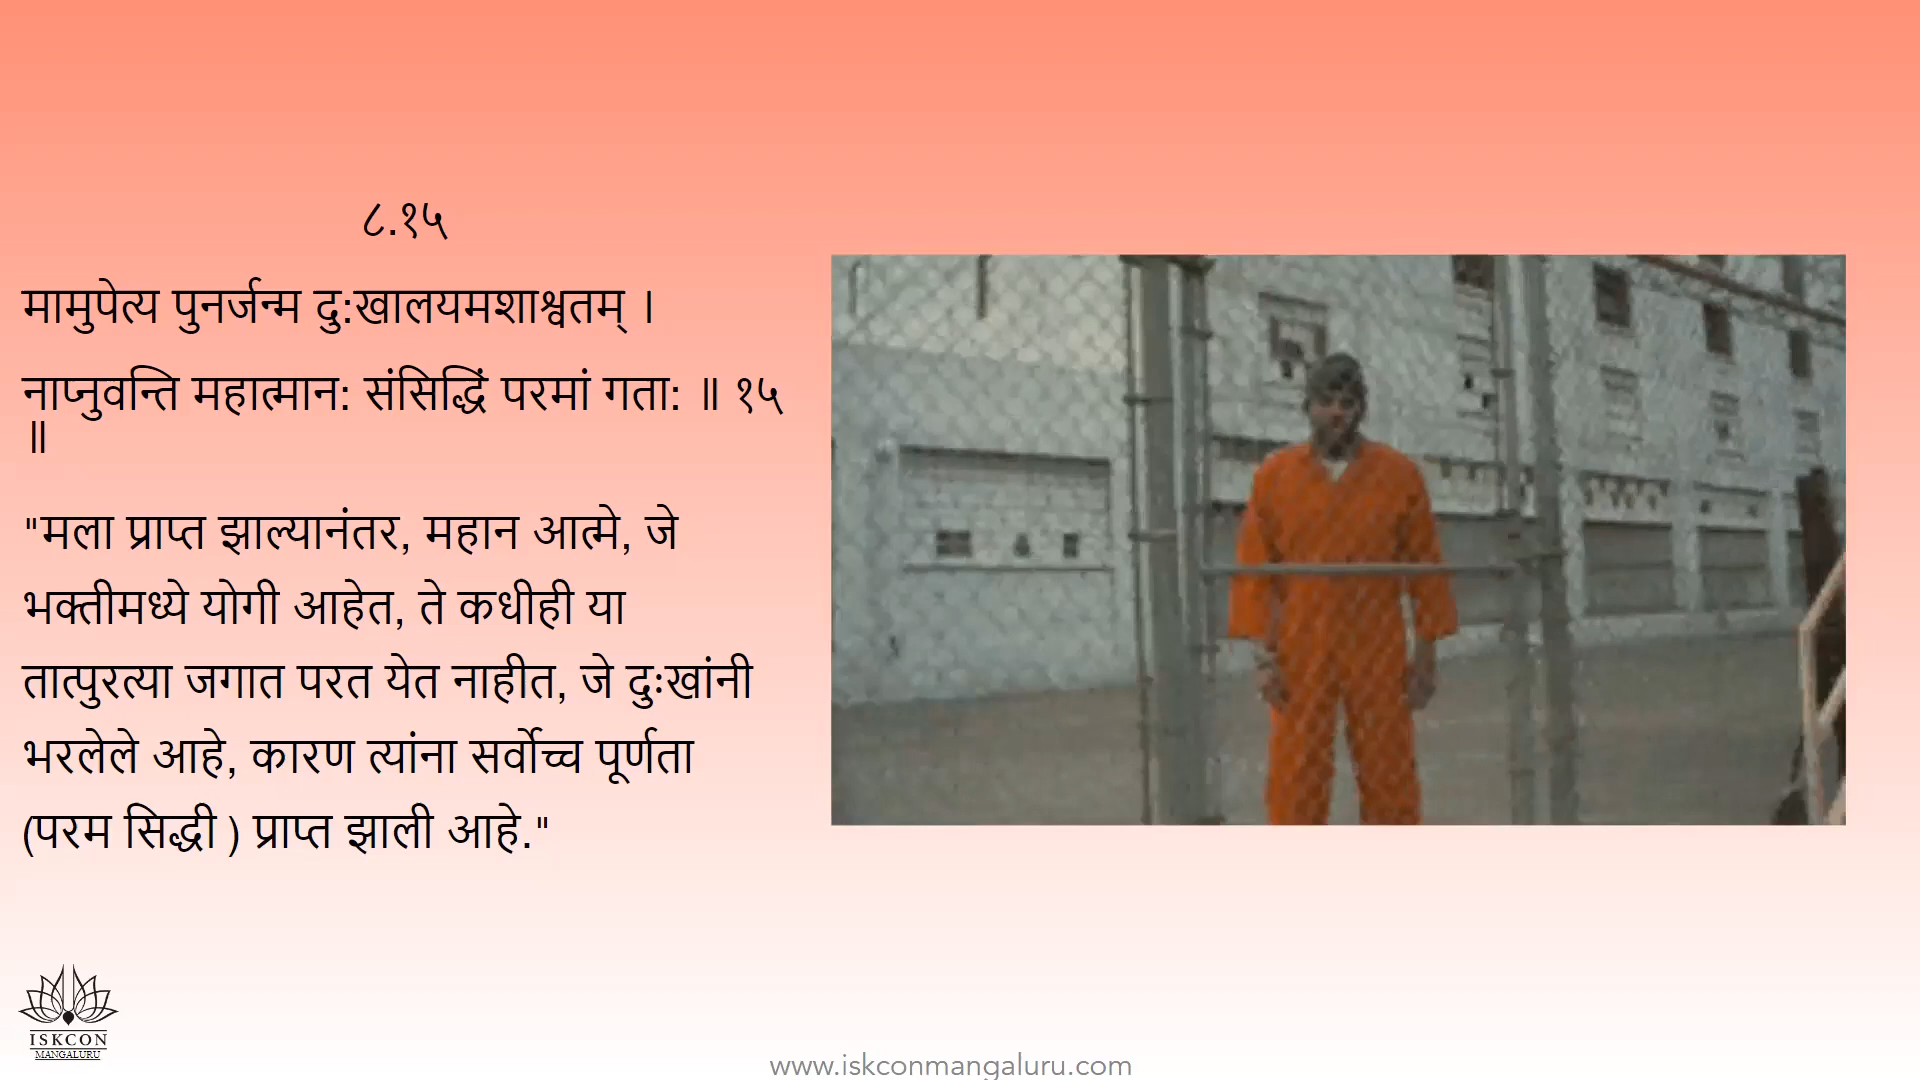 ८.१५
मामुपेत्य पुनर्जन्म दु:खालयमशाश्वतम् ।
नाप्नुवन्ति महात्मान: संसिद्धिं परमां गता: ॥ १५
॥
"मला प्राप्त झाल्यानंतर, महान आत्मे, जे
भक्तीमध्ये योगी आहेत, ते कधीही या
तात्पुरत्या जगात परत येत नाहीत, जे दुःखांनी
भरलेले आहे, कारण त्यांना सर्वोच्च पूर्णता
(परम सिद्धी ) प्राप्त झाली आहे."
ISKCON
MANGALURU
www.iskconmangaluru.com